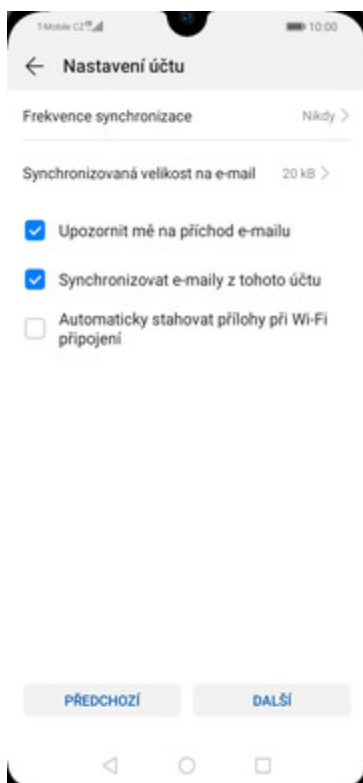 T-Mobile CZ 10:00
Nastavení účtu
Frekvence synchronizace Nikdy
Synchronizovaná velikost na e-mail 20 kB
Upozornit mě na příchod e-mailu
Synchronizovat e-maily z tohoto účtu
Automaticky stahovat přílohy při Wi-Fi
připojení
PŘEDCHOZÍ DALŠÍ